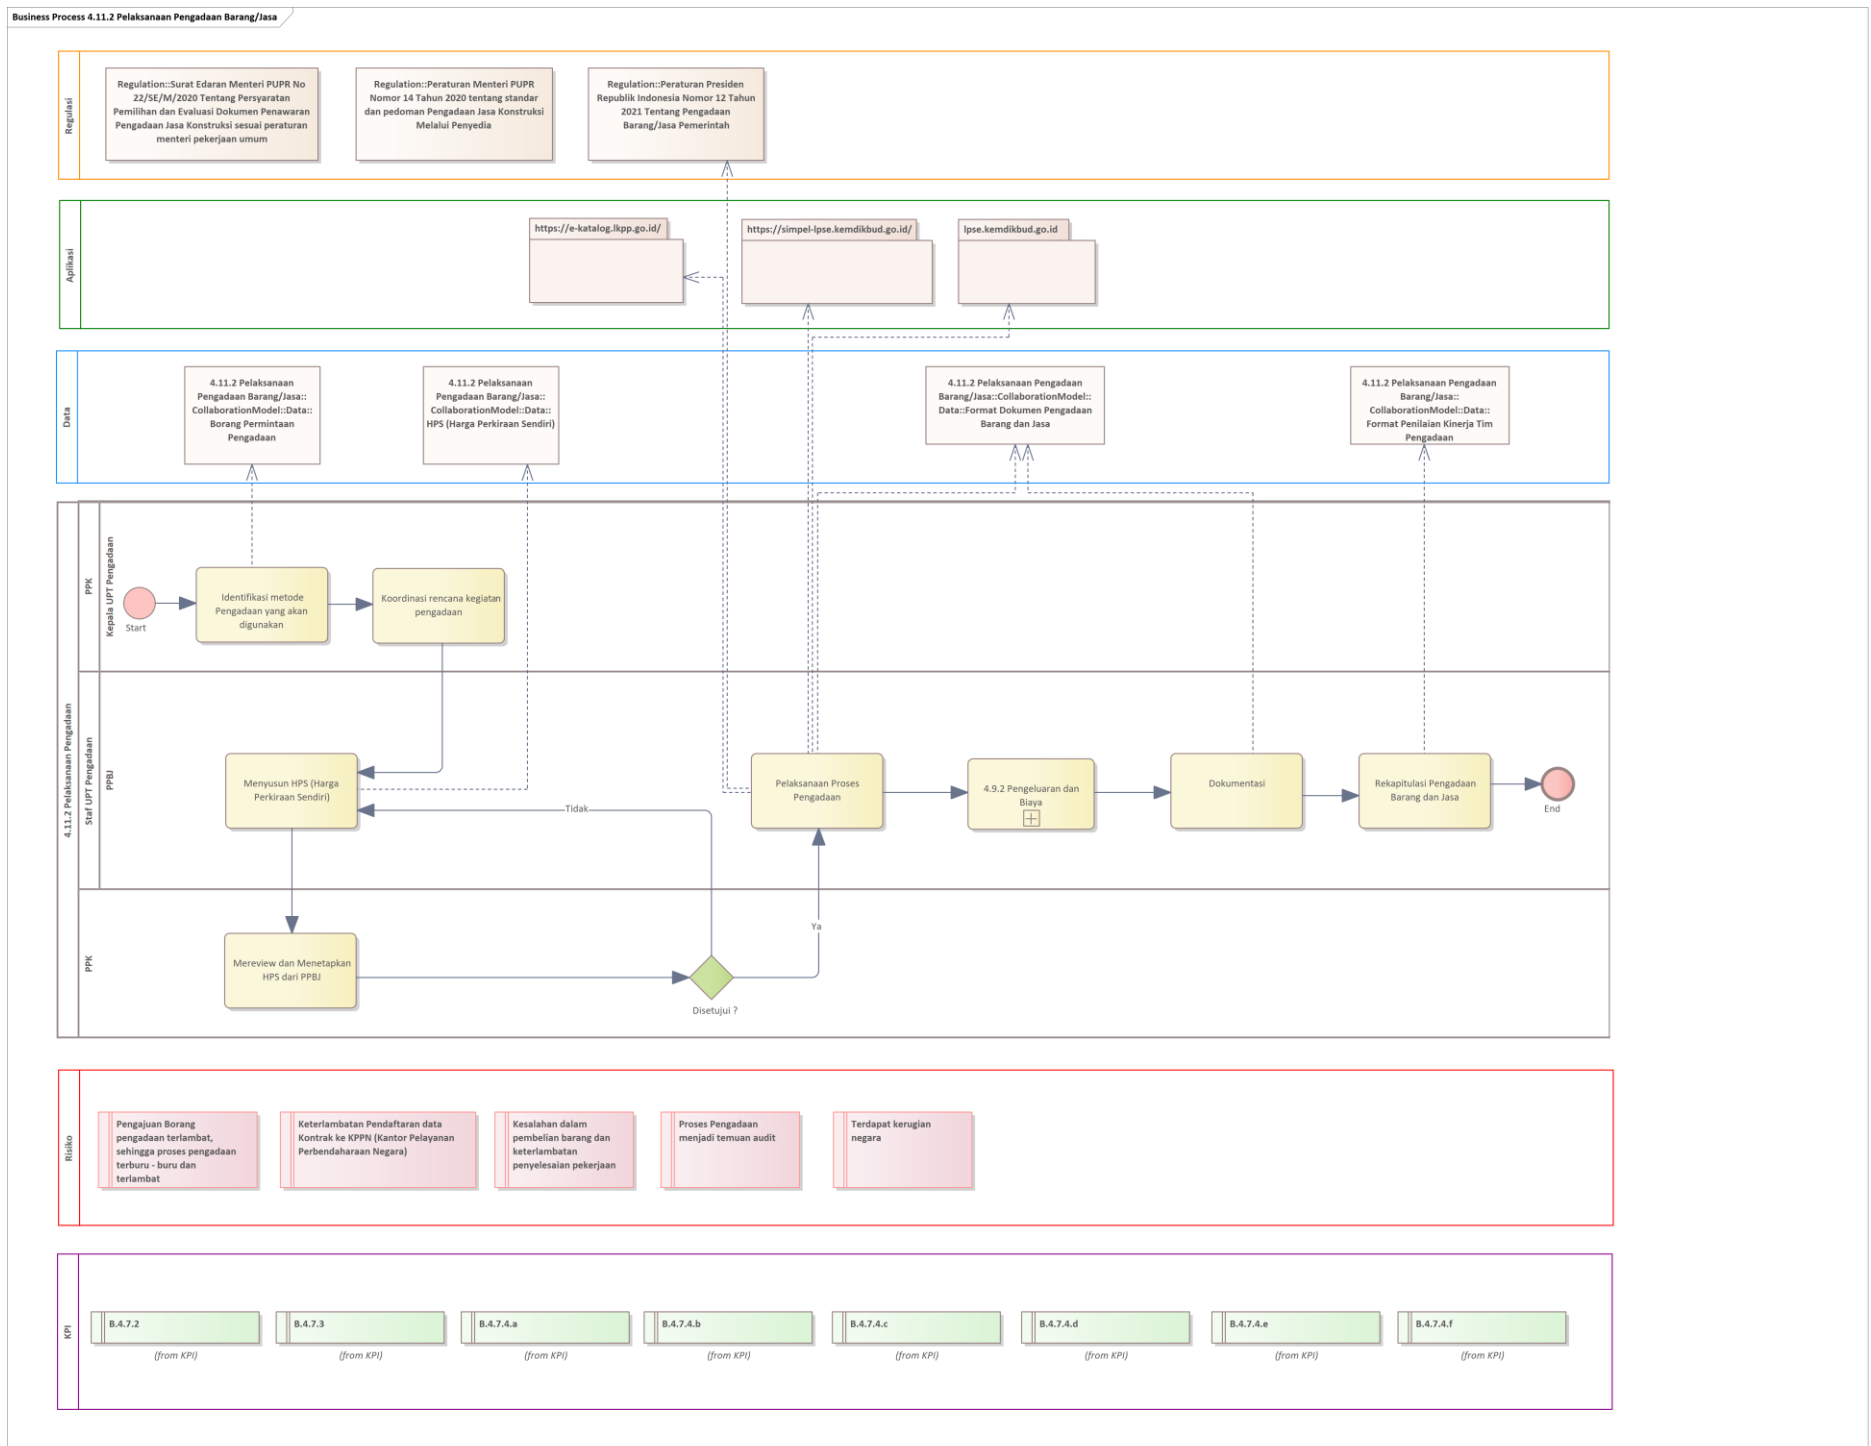 Business Process 4.11.2 Pelaksanaan Pengadaan Barang/Jasa
Regulasi
Regulation::Surat Edaran Menteri PUPR No
22/SE/M/2020 Tentang Persyaratan
Pemilihan dan Evaluasi Dokumen Penawaran
Pengadaan Jasa Konstruksi sesuai peraturan
menteri pekerjaan umum
Regulation::Peraturan Menteri PUPR
Nomor 14 Tahun 2020 tentang standar
dan pedoman Pengadaan Jasa Konstruksi
Melalui Penyedia
Regulation::Peraturan Presiden
Republik Indonesia Nomor 12 Tahun
2021 Tentang Pengadaan
Barang/Jasa Pemerintah
Aplikasi
https://e-katalog.lkpp.go.id/
https://simpel-lpse.kemdikbud.go.id/
lpse.kemdikbud.go.id
Data
4.11.2 Pelaksanaan
Pengadaan Barang/Jasa::
CollaborationModel::Data::
Borang Permintaan
Pengadaan
4.11.2 Pelaksanaan
Pengadaan Barang/Jasa::
CollaborationModel::Data::
HPS (Harga Perkiraan Sendiri)
4.11.2 Pelaksanaan Pengadaan
Barang/Jasa::CollaborationModel::
Data::Format Dokumen Pengadaan
Barang dan Jasa
4.11.2 Pelaksanaan Pengadaan
Barang/Jasa::
CollaborationModel::Data::
Format Penilaian Kinerja Tim
Pengadaan
4.11.2 Pelaksanaan Pengadaan
PPK
Kepala UPT Pengadaan
Start
Identifikasi metode
Pengadaan yang akan
digunakan
Koordinasi rencana kegiatan
pengadaan
Staf UPT Pengadaan
PPBJ
Menyusun HPS (Harga
Perkiraan Sendiri)
Tidak
Pelaksanaan Proses
Pengadaan
4.9.2 Pengeluaran dan
Biaya
Dokumentasi
Rekapitulasi Pengadaan
Barang dan Jasa
End
PPK
Mereview dan Menetapkan
HPS dari PPBJ
Disetujui ?
Ya
Risiko
Pengajuan Borang
pengadaan terlambat,
sehingga proses pengadaan
terburu - buru dan
terlambat
Keterlambatan Pendaftaran data
Kontrak ke KPPN (Kantor Pelayanan
Perbendaharaan Negara)
Kesalahan dalam
pembelian barang dan
keterlambatan
penyelesaian pekerjaan
Proses Pengadaan
menjadi temuan audit
Terdapat kerugian
negara
KPI
B.4.7.2
(from KPI)
B.4.7.3
(from KPI)
B.4.7.4.a
(from KPI)
B.4.7.4.b
(from KPI)
B.4.7.4.c
(from KPI)
B.4.7.4.d
(from KPI)
B.4.7.4.e
(from KPI)
B.4.7.4.f
(from KPI)